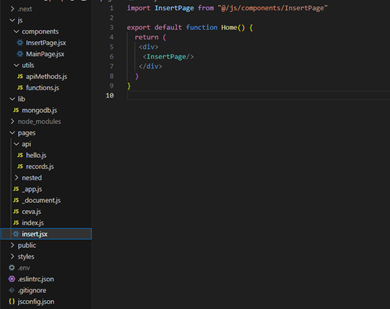 .next
js
components
InsertPage.jsx
MainPage.jsx
utils
JS apiMethods.js
JS functions.js
lib
JS mongodb.js
node_modules
pages
api
JS hello.js
JS records.js
nested
JS _app.js
JS _document.js
JS ceva.js
JS index.js
insert.jsx
public
styles
.env
.eslintrc.json
.gitignore
JS jsconfig.json
1 import InsertPage from "@/js/components/InsertPage"
2
3 export default function Home() {
4 return (
5 <div>
6 <InsertPage/>
7 </div>
8 )
9 }
10